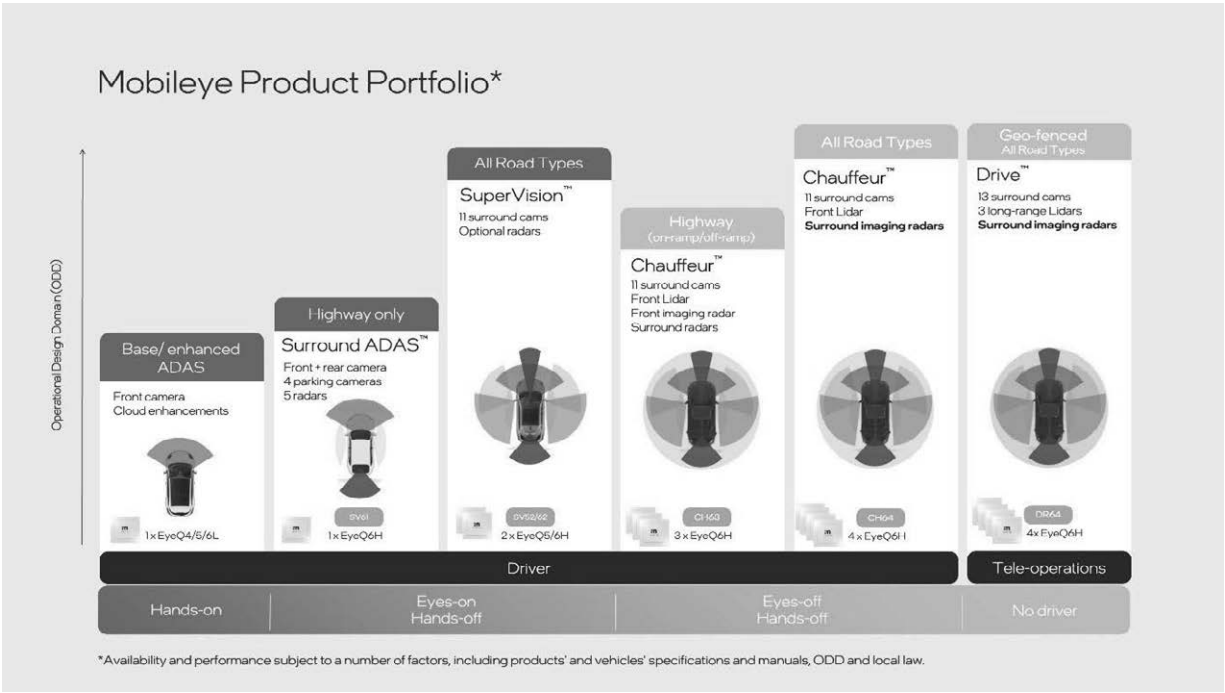 Mobileye Product Portfolio*
Operational Design Domain (ODD)
Base/ enhanced
ADAS
Front camera
Cloud enhancements
1x EyeQ4/5/6L
Highway only
Surround ADAS™
Front + rear camera
4 parking cameras
5 radars
SV61
1x EyeQ6H
All Road Types
SuperVision™
11 surround cams
Optional radars
SV52/62
2x EyeQ5/6H
Highway
(on-ramp/off-ramp)
Chauffeur™
11 surround cams
Front Lidar
Front imaging radar
Surround radars
CH63
3x EyeQ6H
All Road Types
Chauffeur™
11 surround cams
Front Lidar
Surround imaging radars
CH64
4x EyeQ6H
Geo-fenced
All Road Types
Drive™
13 surround cams
3 long-range Lidars
Surround imaging radars
DR64
4x EyeQ6H
Driver
Tele-operations
Hands-on
Eyes-on
Hands-off
Eyes-off
Hands-off
No driver
*Availability and performance subject to a number of factors, including products' and vehicles' specifications and manuals, ODD and local law.